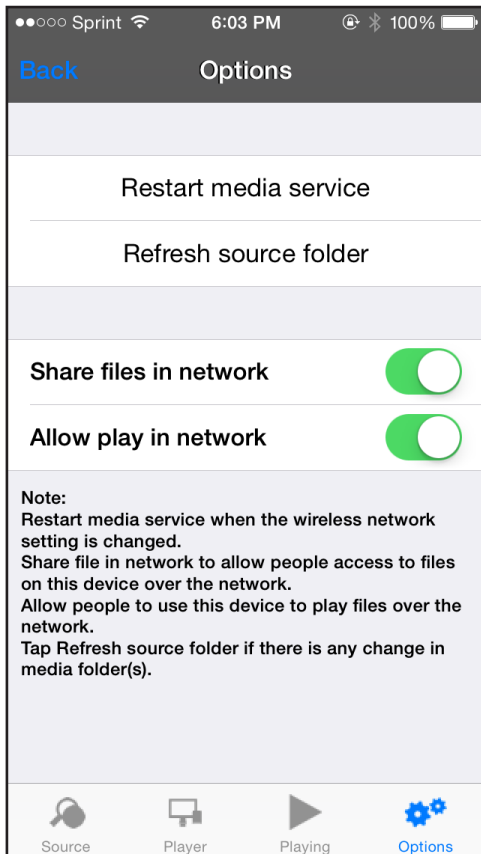 Sprint 6:03 PM 100%
Back Options
Restart media service
Refresh source folder
Share files in network
Allow play in network
Note:
Restart media service when the wireless network
setting is changed.
Share file in network to allow people access to files
on this device over the network.
Allow people to use this device to play files over the
network.
Tap Refresh source folder if there is any change in
media folder(s).
Source Player Playing Options